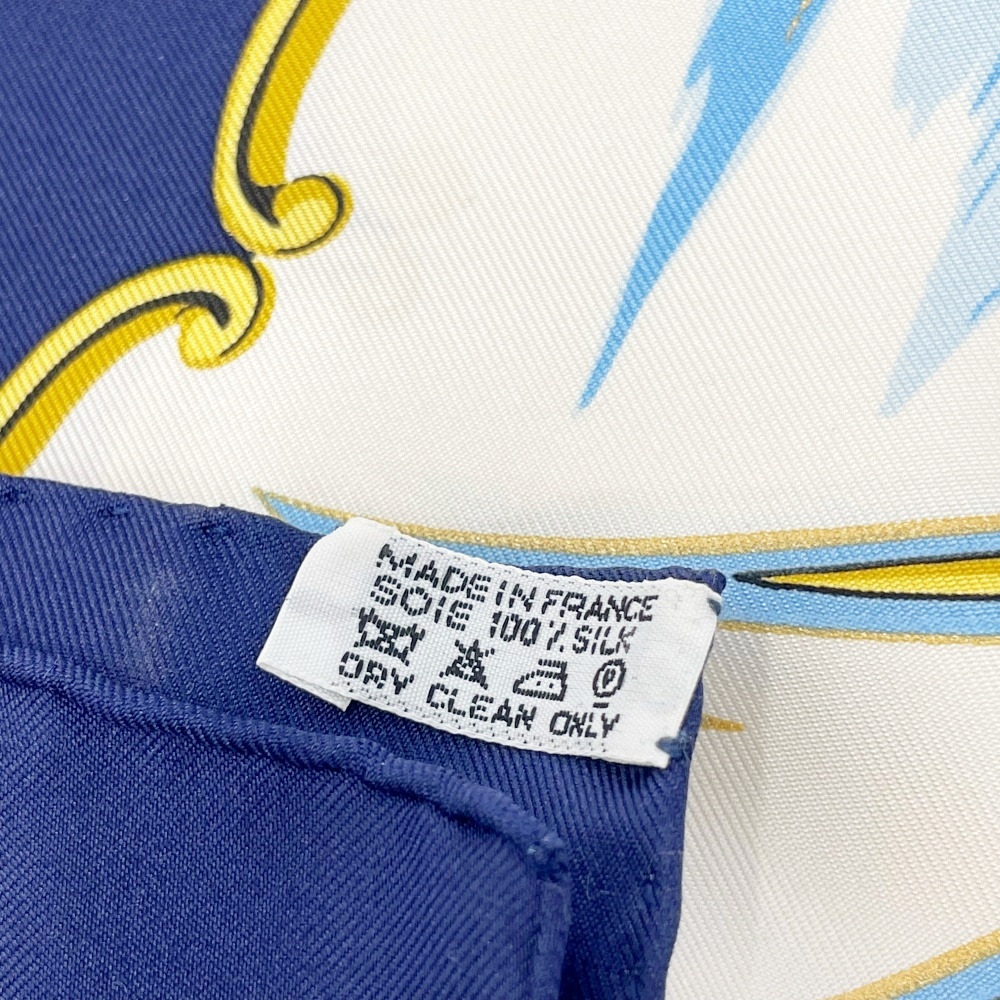 MADE IN FRANCE
SOIE 100% SILK
P
DRY CLEAN ONLY